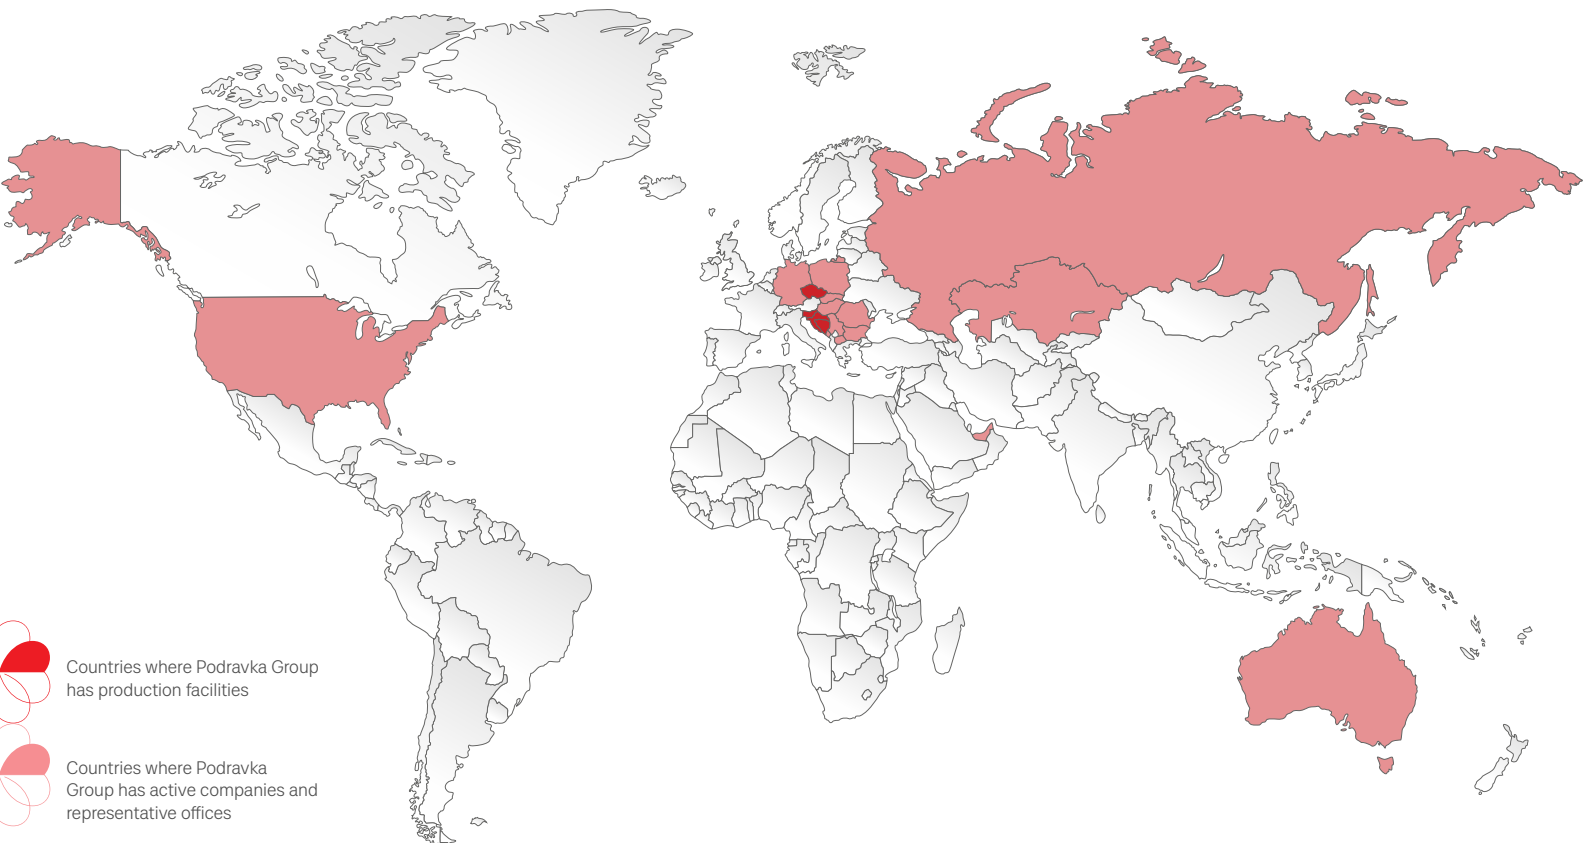 Countries where Podravka Group
has production facilities
Countries where Podravka
Group has active companies and
representative offices